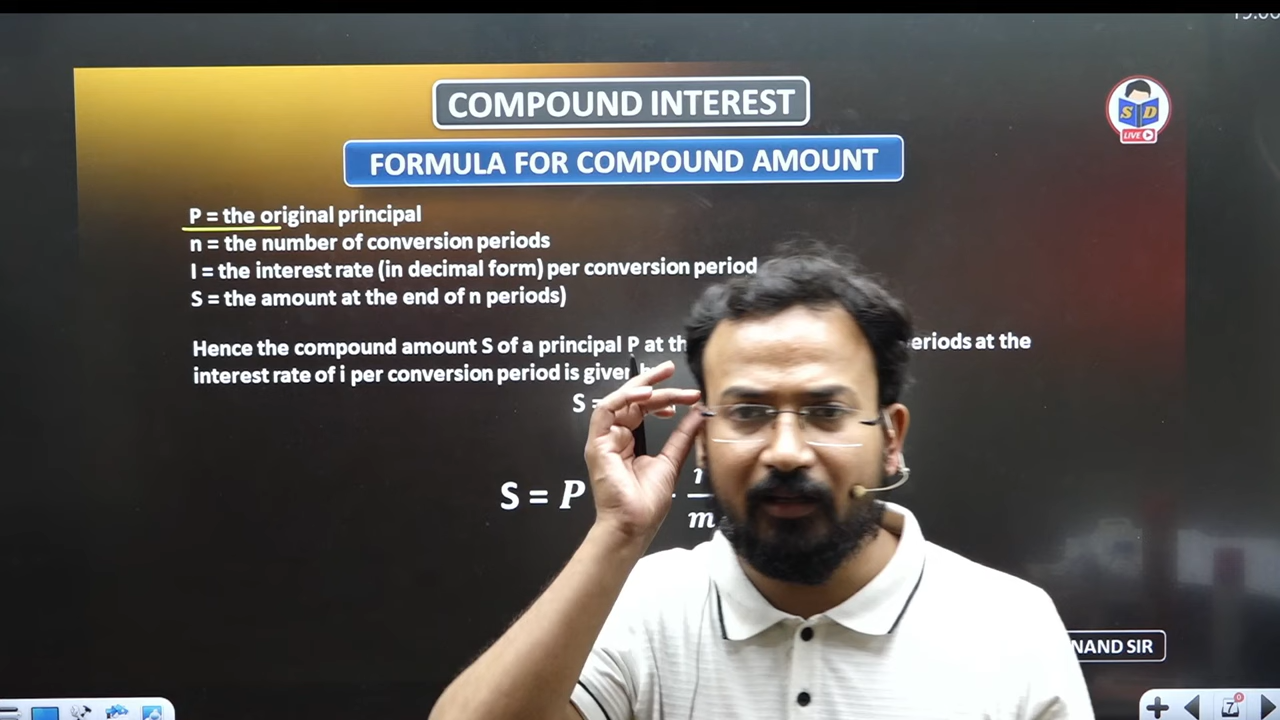 COMPOUND INTEREST
S D
LIVE
FORMULA FOR COMPOUND AMOUNT
P = the original principal
n = the number of conversion periods
I = the interest rate (in decimal form) per conversion period
S = the amount at the end of n periods)
Hence the compound amount S of a principal P at eriods at the
interest rate of i per conversion period is given
S =
S = P
m
NAND SIR
7